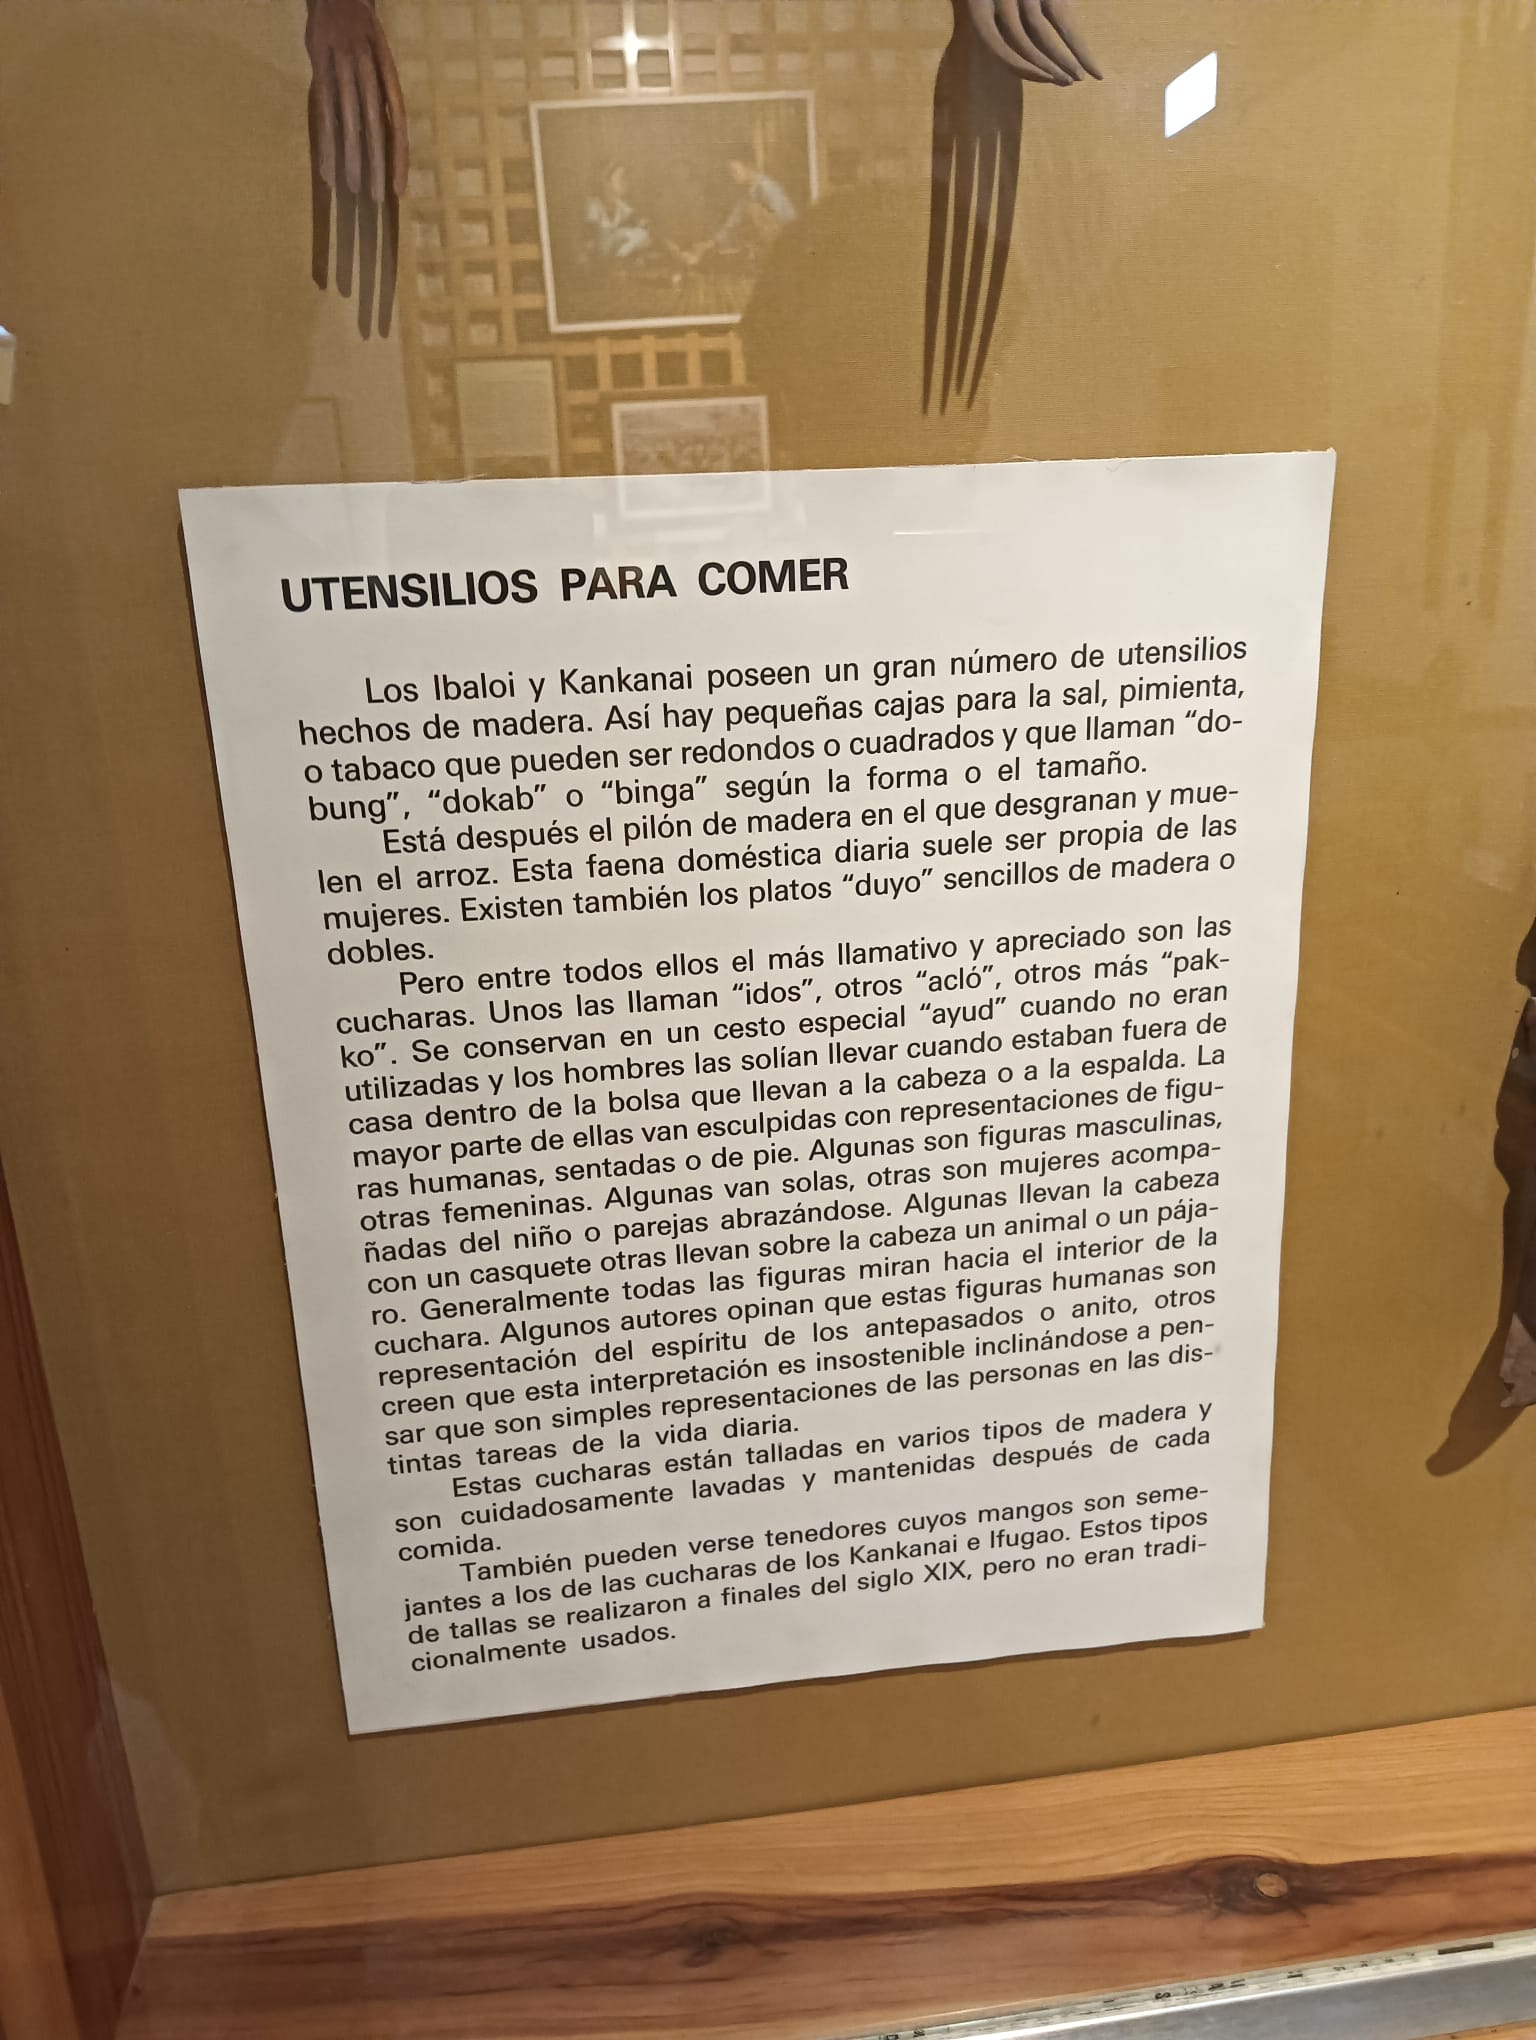 UTENSILIOS PARA COMER
Los Ibaloi y Kankanai poseen un gran número de utensilios
hechos de madera. Así hay pequeñas cajas para la sal, pimienta,
o tabaco que pueden ser redondos o cuadrados y que llaman “do-
bung”, “dokab” o “binga” según la forma o el tamaño.
Está después el pilón de madera en el que desgranan y mue-
len el arroz. Esta faena doméstica diaria suele ser propia de las
mujeres. Existen también los platos “duyo” sencillos de madera o
dobles.
Pero entre todos ellos el más llamativo y apreciado son las
cucharas. Unos las llaman “idos”, otros “acló”, otros más “pak-
ko”. Se conservan en un cesto especial “ayud” cuando no eran
utilizadas y los hombres las solían llevar cuando estaban fuera de
casa dentro de la bolsa que llevan a la cabeza o a la espalda. La
mayor parte de ellas van esculpidas con representaciones de figu-
ras humanas, sentadas o de pie. Algunas son figuras masculinas,
otras femeninas. Algunas van solas, otras son mujeres acompa-
ñadas del niño o parejas abrazándose. Algunas llevan la cabeza
con un casquete otras llevan sobre la cabeza un animal o un pája-
ro. Generalmente todas las figuras miran hacia el interior de la
cuchara. Algunos autores opinan que estas figuras humanas son
representación del espíritu de los antepasados o anito, otros
creen que esta interpretación es insostenible inclinándose a pen-
sar que son simples representaciones de las personas en las dis-
tintas tareas de la vida diaria.
Estas cucharas están talladas en varios tipos de madera y
son cuidadosamente lavadas y mantenidas después de cada
comida.
También pueden verse tenedores cuyos mangos son seme-
jantes a los de las cucharas de los Kankanai e Ifugao. Estos tipos
de tallas se realizaron a finales del siglo XIX, pero no eran tradi-
cionalmente usados.